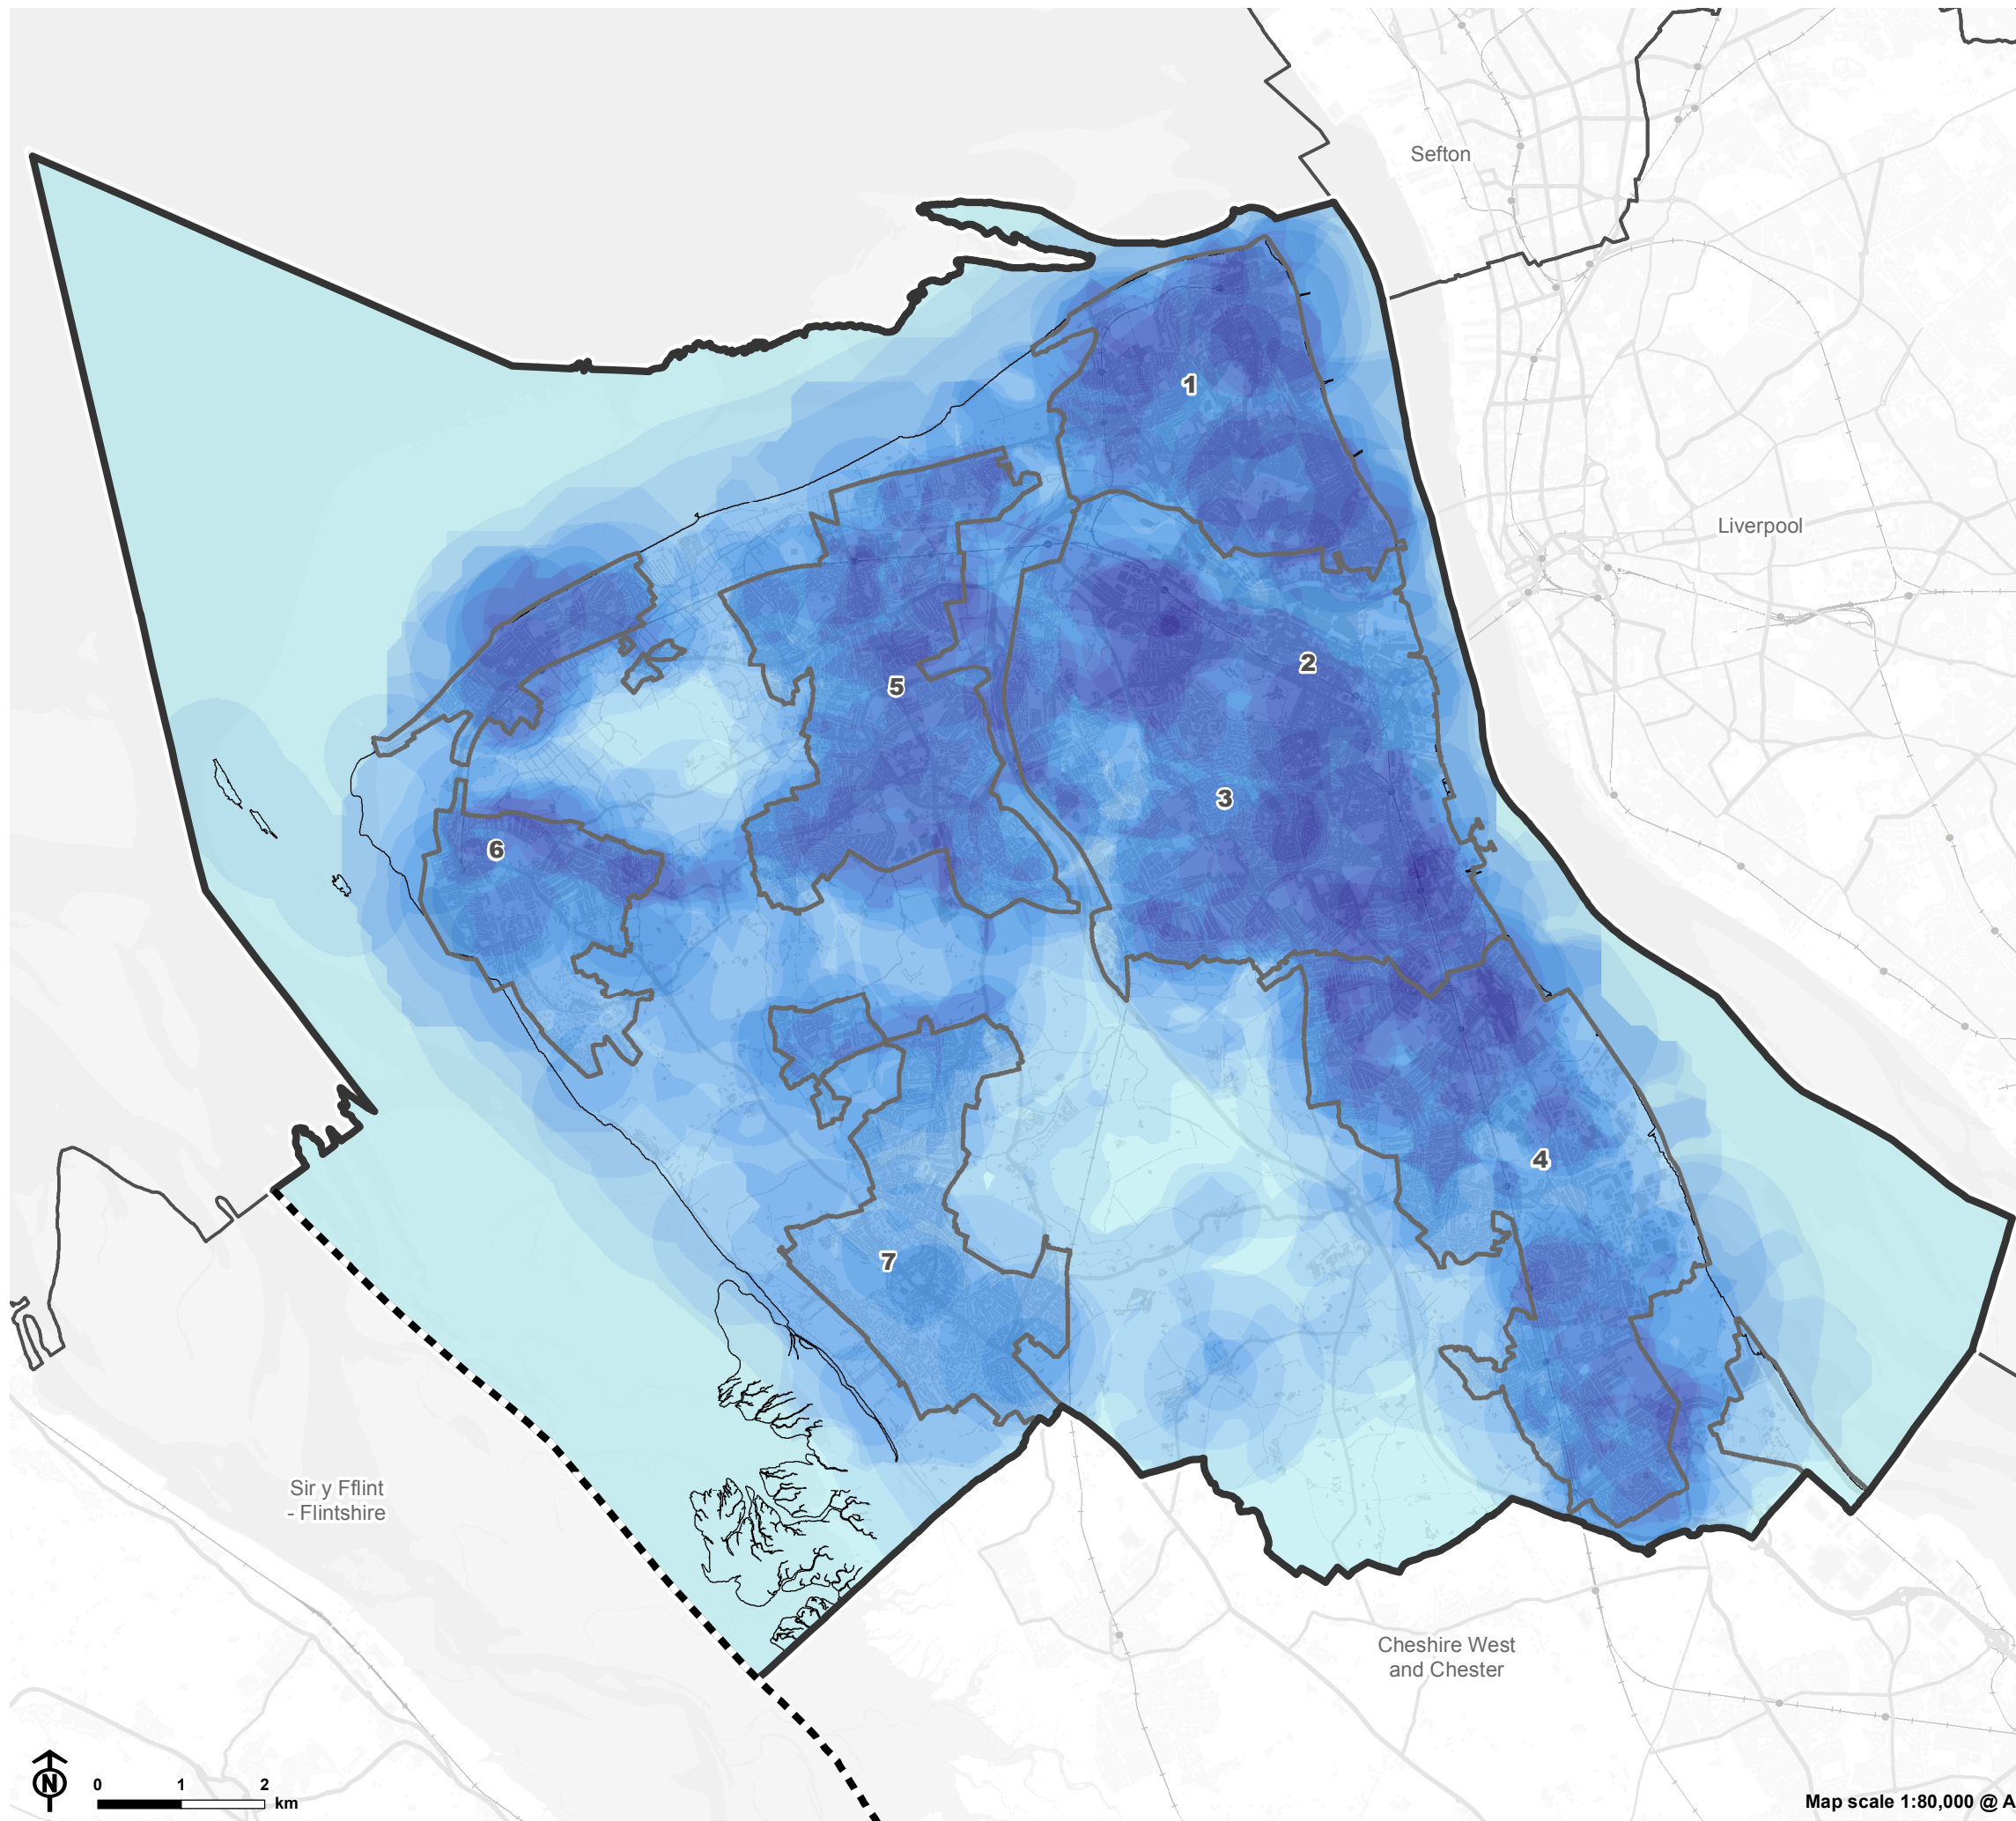 Sefton
1
Liverpool
2
5
3
6
4
7
Sir y Fflint
- Flintshire
Cheshire West
and Chester
N
0 1 2
km
Map scale 1:80,000 @ A